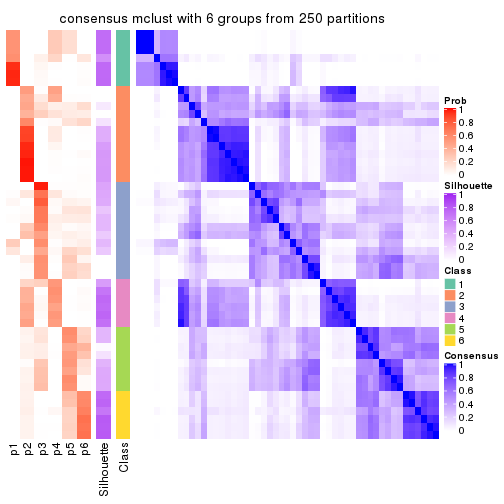 consensus mclust with 6 groups from 250 partitions
Prob
1
0.8
0.6
0.4
0.2
0
Silhouette
1
0.8
0.6
0.4
0.2
0
Class
1
2
3
4
5
6
Consensus
1
0.8
0.6
0.4
0.2
0
p1
p2
p3
p4
p5
p6
Silhouette
Class